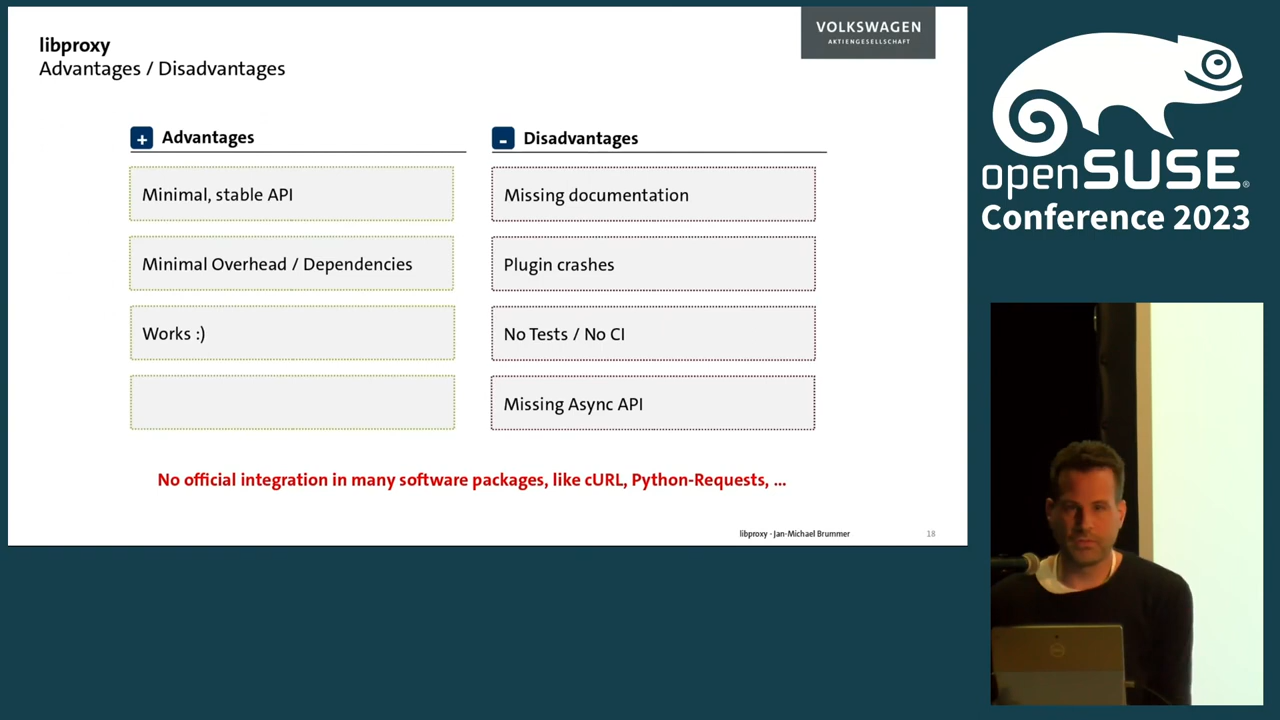 libproxy
Advantages / Disadvantages
VOLKSWAGEN
AKTIENGESELLSCHAFT
+ Advantages
Minimal, stable API
Minimal Overhead / Dependencies
Works :)
- Disadvantages
Missing documentation
Plugin crashes
No Tests / No CI
Missing Async API
No official integration in many software packages, like cURL, Python-Requests, ...
libproxy - Jan-Michael Brummer
18
openSUSE®
Conference 2023